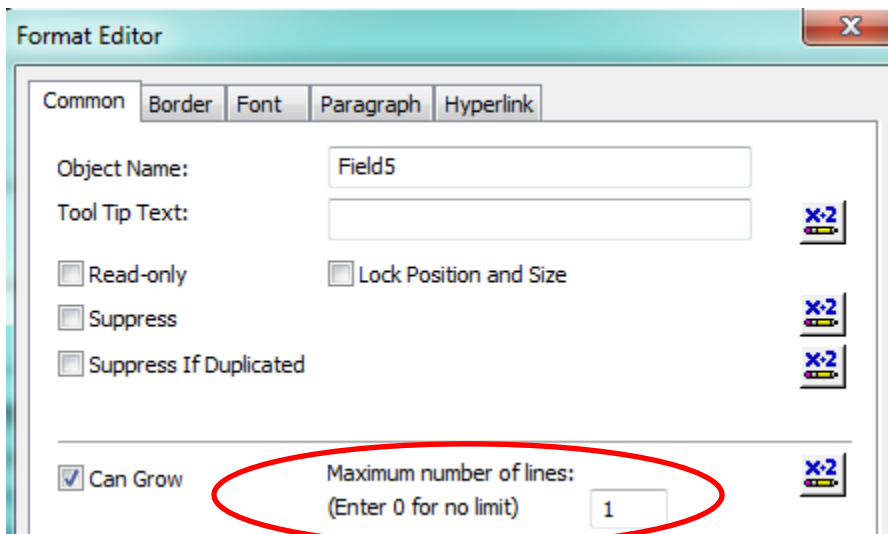 Format Editor
X
Common Border Font Paragraph Hyperlink
Object Name: Field5
Tool Tip Text:
X+2
Read-only Lock Position and Size
Suppress
X+2
Suppress If Duplicated
X+2
Can Grow Maximum number of lines:
X+2
(Enter 0 for no limit) 1